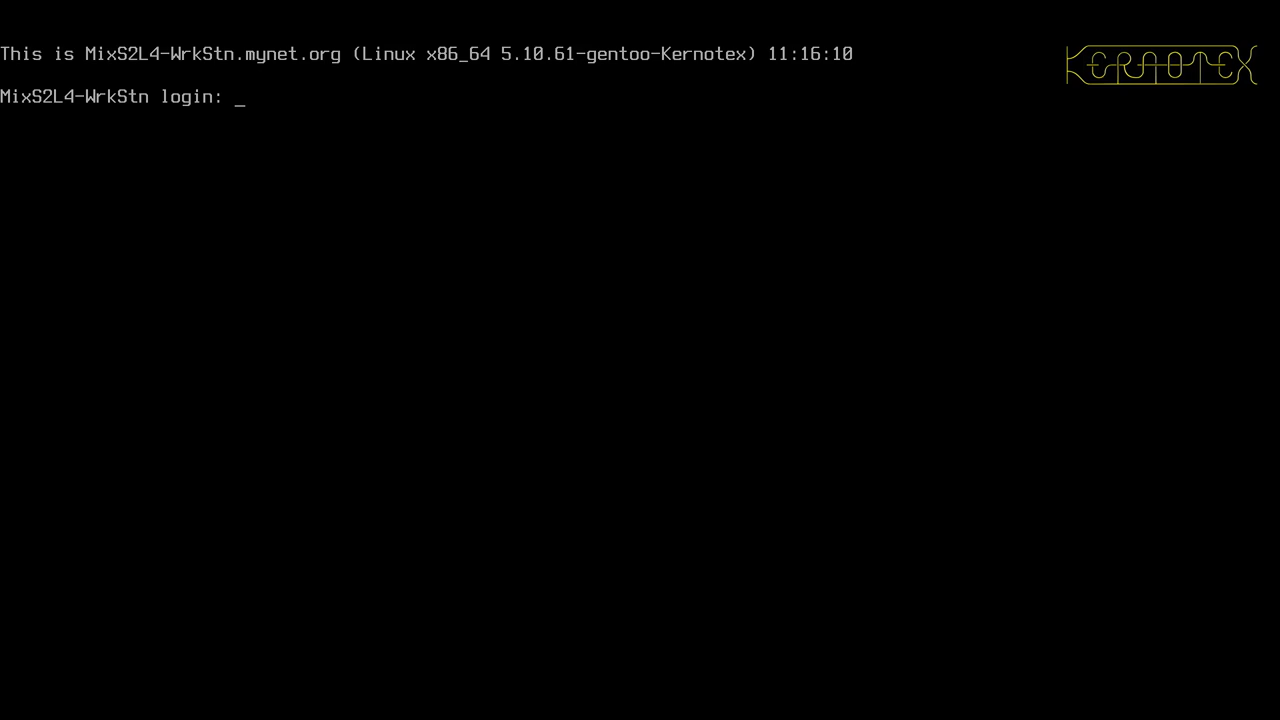 This is MixS2L4-WrkStn.mynet.org (Linux x86_64 5.10.61-gentoo-Kernotex) 11:16:10
KERNOTEX
MixS2L4-WrkStn login: _